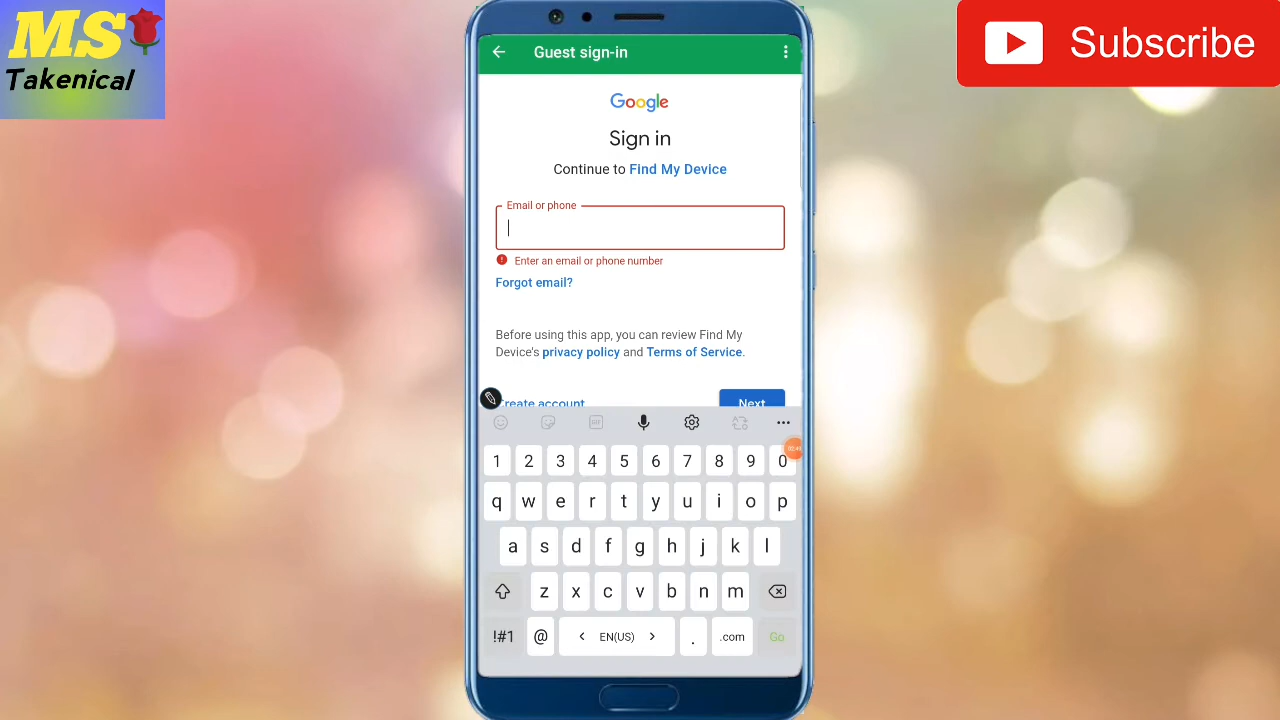 MS
Takenical
Subscribe
Guest sign-in
Google
Sign in
Continue to Find My Device
Email or phone
Enter an email or phone number
Forgot email?
Before using this app, you can review Find My
Device's privacy policy and Terms of Service.
reate account
Next
GIF
1 2 3 4 5 6 7 8 9 0
q w e r t y u i o p
a s d f g h j k l
z x c v b n m
!#1 @ < EN(US) > . .com Go